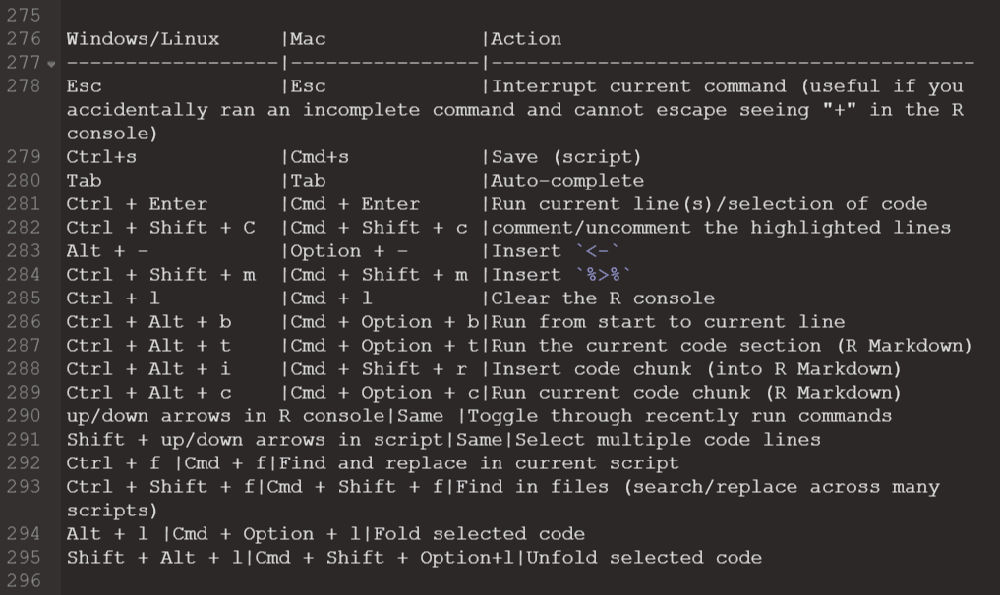 275
276 Windows/Linux |Mac |Action
277 ------------------|----------------|-----------------------------------------
278 Esc |Esc |Interrupt current command (useful if you
accidentally ran an incomplete command and cannot escape seeing "+" in the R
console)
279 Ctrl+s |Cmd+s |Save (script)
280 Tab |Tab |Auto-complete
281 Ctrl + Enter |Cmd + Enter |Run current line(s)/selection of code
282 Ctrl + Shift + C |Cmd + Shift + c |comment/uncomment the highlighted lines
283 Alt + - |Option + - |Insert `<-`
284 Ctrl + Shift + m |Cmd + Shift + m |Insert `%>%`
285 Ctrl + l |Cmd + l |Clear the R console
286 Ctrl + Alt + b |Cmd + Option + b|Run from start to current line
287 Ctrl + Alt + t |Cmd + Option + t|Run the current code section (R Markdown)
288 Ctrl + Alt + i |Cmd + Shift + r |Insert code chunk (into R Markdown)
289 Ctrl + Alt + c |Cmd + Option + c|Run current code chunk (R Markdown)
290 up/down arrows in R console|Same |Toggle through recently run commands
291 Shift + up/down arrows in script|Same|Select multiple code lines
292 Ctrl + f |Cmd + f|Find and replace in current script
293 Ctrl + Shift + f|Cmd + Shift + f|Find in files (search/replace across many
scripts)
294 Alt + l |Cmd + Option + l|Fold selected code
295 Shift + Alt + l|Cmd + Shift + Option+l|Unfold selected code
296